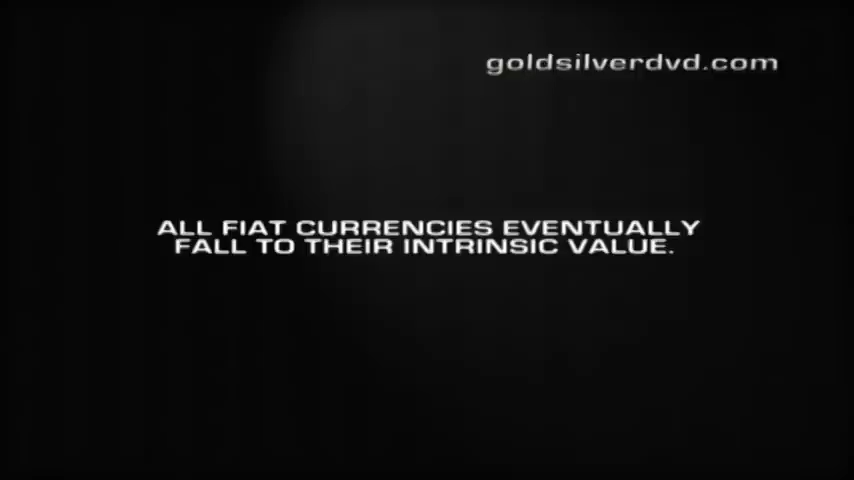 goldsilverdvd.com
ALL FIAT CURRENCIES EVENTUALLY
FALL TO THEIR INTRINSIC VALUE.